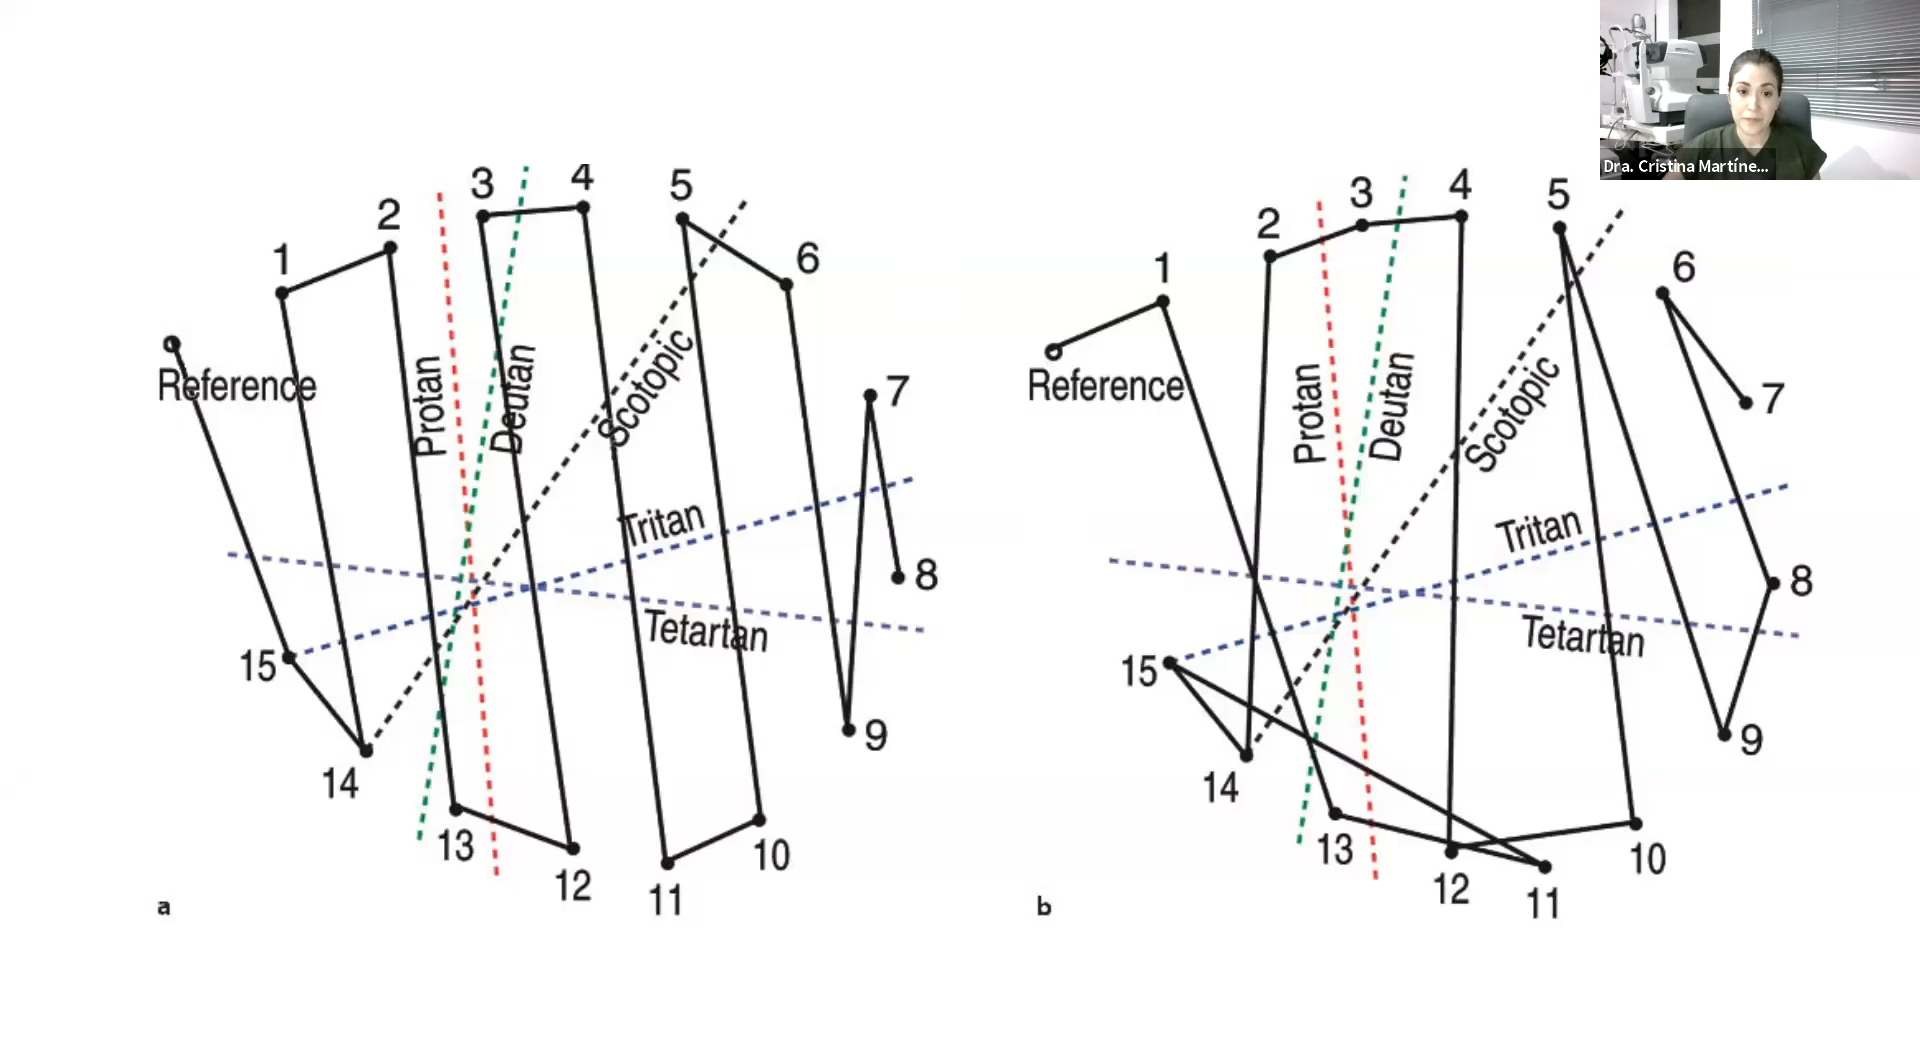 Dra. Cristina Martíne...
3
4
5
2
6
1
Reference
Protan
Deutan
Scotopic
7
Tritan
8
Tetartan
15
9
14
13
10
12
11
a
5
4
3
2
6
1
Reference
Protan
Deutan
Scotopic
7
Tritan
8
Tetartan
15
9
14
13
10
12
11
b